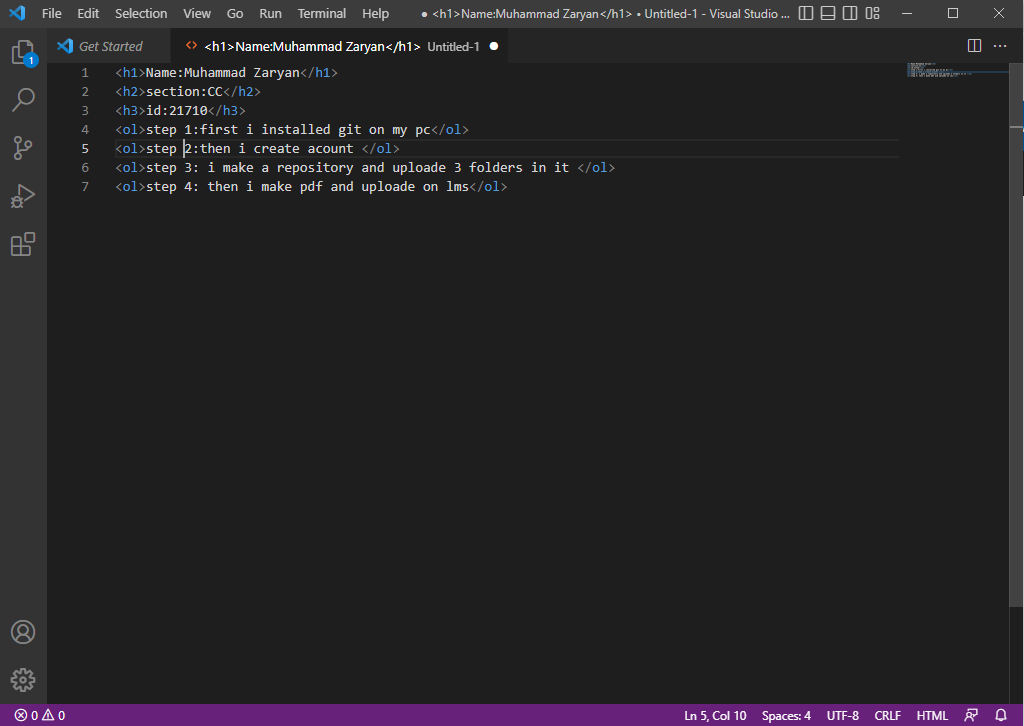 File Edit Selection View Go Run Terminal Help ● <h1>Name:Muhammad Zaryan</h1> • Untitled-1 - Visual Studio ...
1
Get Started <h1>Name:Muhammad Zaryan</h1> Untitled-1 ●
1 <h1>Name:Muhammad Zaryan</h1>
2 <h2>section:CC</h2>
3 <h3>id:21710</h3>
4 <ol>step 1:first i installed git on my pc</ol>
5 <ol>step 2:then i create acount </ol>
6 <ol>step 3: i make a repository and uploade 3 folders in it </ol>
7 <ol>step 4: then i make pdf and uploade on lms</ol>
0 0 Ln 5, Col 10 Spaces: 4 UTF-8 CRLF HTML